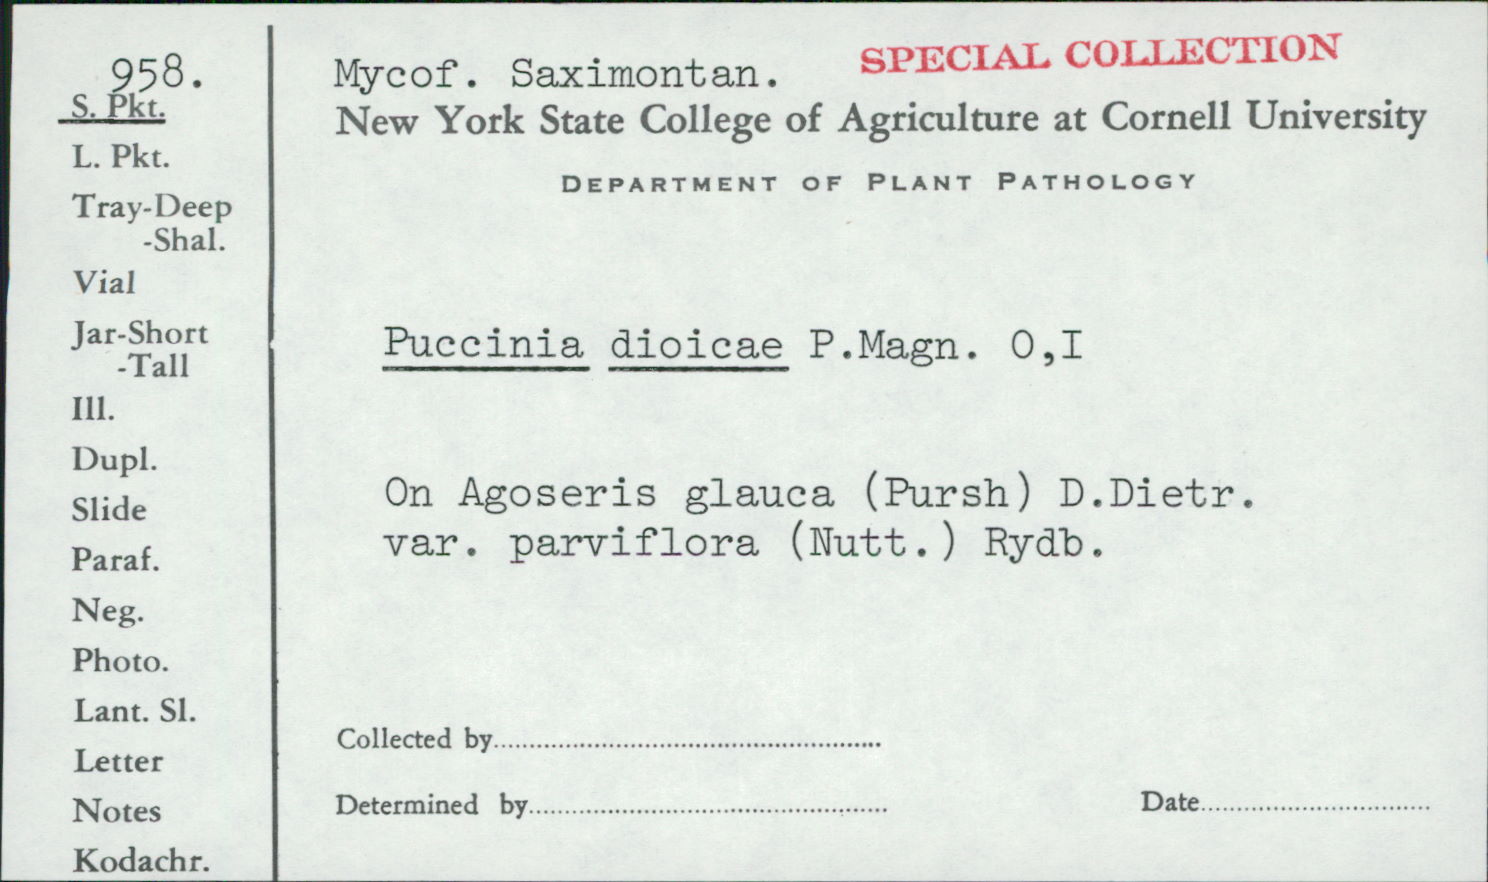 958.
S. Pkt.
L. Pkt.
Tray-Deep
-Shal.
Vial
Jar-Short
-Tall
Ill.
Dupl.
Slide
Paraf.
Neg.
Photo.
Lant. Sl.
Letter
Notes
Kodachr.
Mycof. Saximontan. SPECIAL COLLECTION
New York State College of Agriculture at Cornell University
DEPARTMENT OF PLANT PATHOLOGY
Puccinia dioicae P.Magn. O,I
On Agoseris glauca (Pursh) D.Dietr.
var. parviflora (Nutt.) Rydb.
Collected by
Determined by
Date